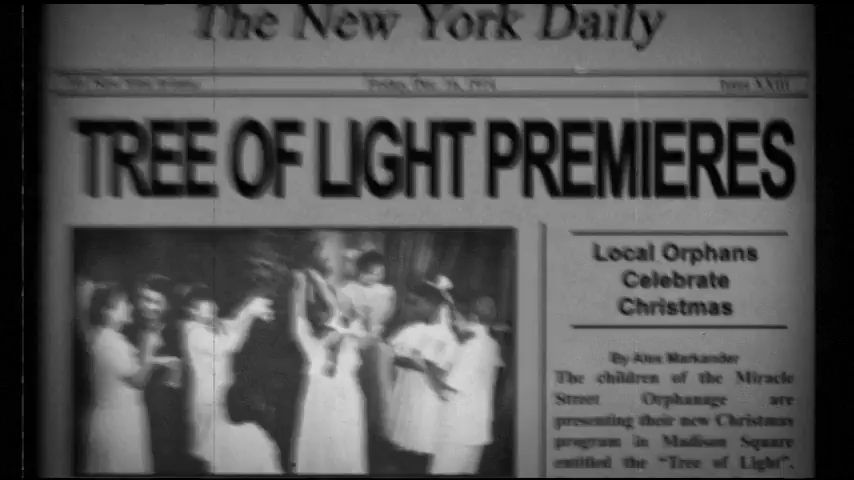 The New York Daily
TREE OF LIGHT PREMIERES
Local Orphans
Celebrate
Christmas
By Alex Markander
The children of the Miracle
Street Orphanage are
presenting their new Christmas
program in Madison Square
entitled the "Tree of Light".